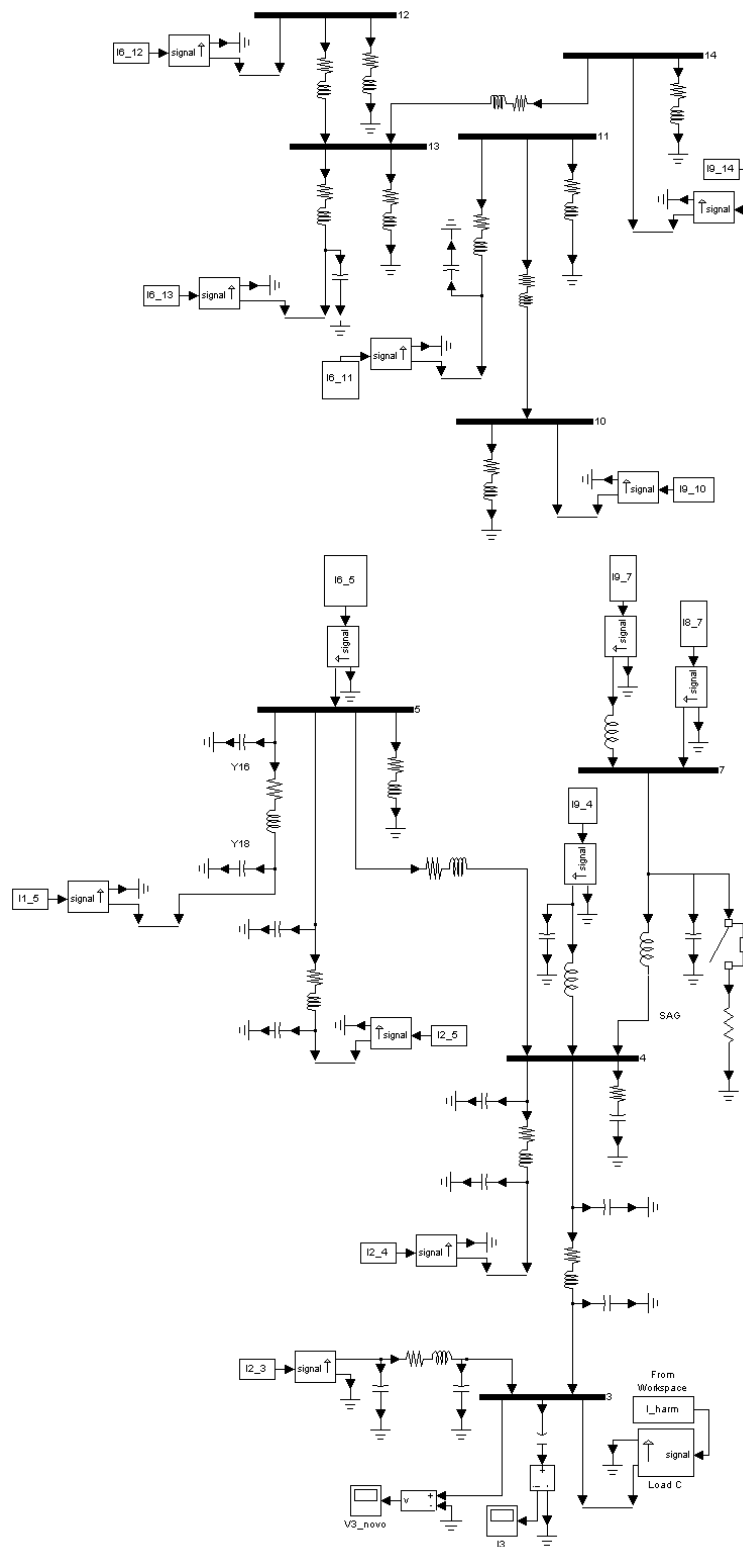 12
I6_12
signal
14
11
13
I9_14
signal
I6_13
signal
signal
I6_11
10
signal
I9_10
I6_5
I9_7
signal
signal
I8_7
signal
5
Y16
7
I9_4
signal
Y18
I1_5
signal
SAG
signal
I2_5
4
I2_4
signal
I2_3
signal
From
Workspace
3
I_harm
signal
Load C
+
-
v
+
-
i
V3_novo
I3